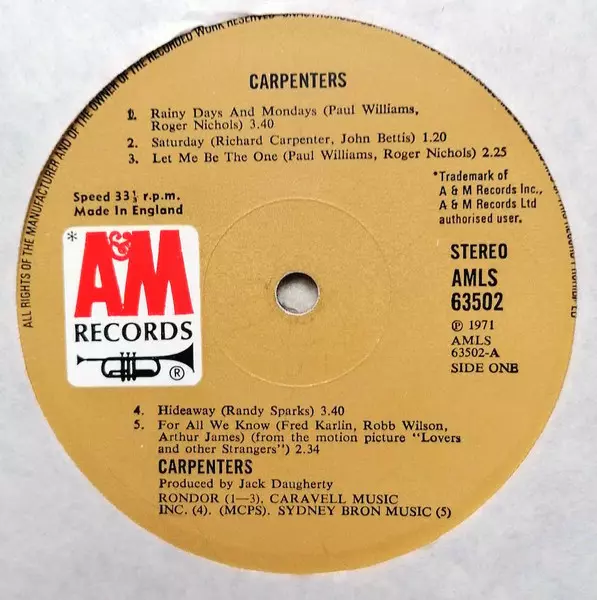 ALL RIGHTS OF THE MANUFACTURER AND OF THE OWNER OF THE RECORDED WORK RESERVED
CARPENTERS
1. Rainy Days And Mondays (Paul Williams,
Roger Nichols) 3.40
2. Saturday (Richard Carpenter, John Bettis) 1.20
3. Let Me Be The One (Paul Williams, Roger Nichols) 2.25
Speed 33⅓ r.p.m.
Made In England
*Trademark of
A & M Records Inc.,
A & M Records Ltd
authorised user.
* A&M
RECORDS
®
STEREO
AMLS
63502
℗ 1971
AMLS
63502-A
SIDE ONE
4. Hideaway (Randy Sparks) 3.40
5. For All We Know (Fred Karlin, Robb Wilson,
Arthur James) (from the motion picture "Lovers
and other Strangers") 2.34
CARPENTERS
Produced by Jack Daugherty
RONDOR (1—3). CARAVELL MUSIC
INC. (4). (MCPS). SYDNEY BRON MUSIC (5)